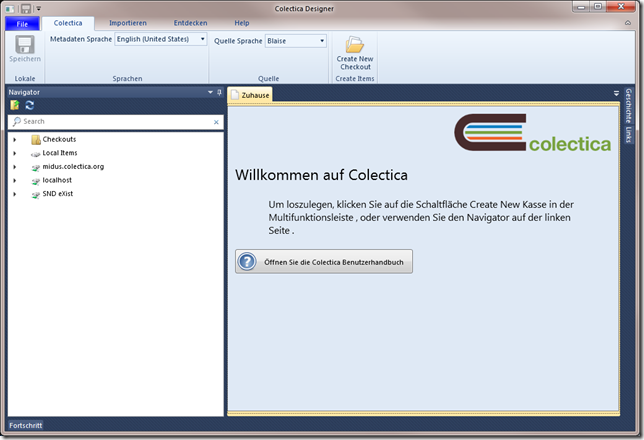 Colectica Designer
File Colectica Importieren Entdecken Help
Speichern
Metadaten Sprache English (United States)
Quelle Sprache Blaise
Create New
Checkout
Lokale Sprachen Quelle Create Items
Navigator
Search
Checkouts
Local Items
midus.colectica.org
localhost
SND eXist
Zuhause
colectica
Willkommen auf Colectica
Um loszulegen, klicken Sie auf die Schaltfläche Create New Kasse in der
Multifunktionsleiste , oder verwenden Sie den Navigator auf der linken
Seite .
? Öffnen Sie die Colectica Benutzerhandbuch
Geschichte Links
Fortschritt